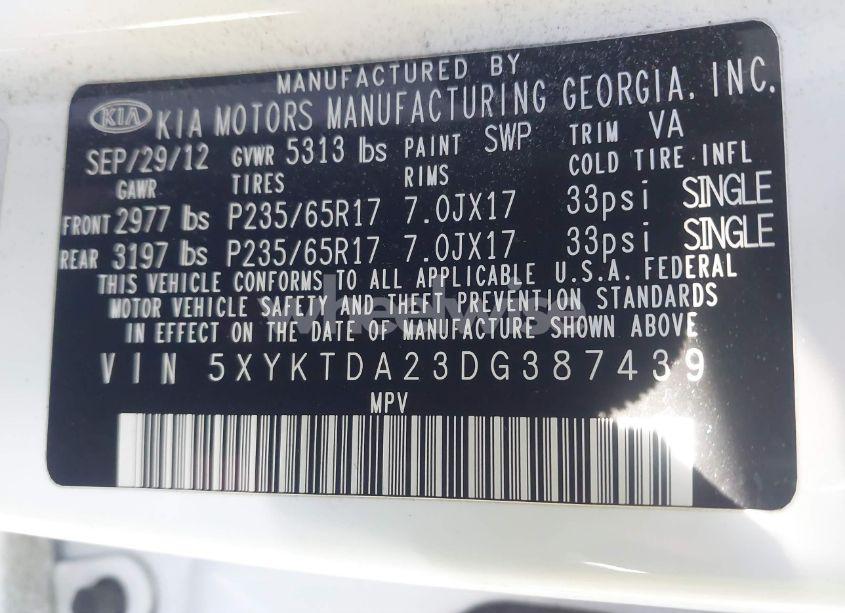 MANUFACTURED BY
KIA KIA MOTORS MANUFACTURING GEORGIA, INC.
SEP/29/12 GVWR 5313 lbs PAINT SWP TRIM VA
GAWR TIRES RIMS COLD TIRE INFL
FRONT 2977 lbs P235/65R17 7.0JX17 33psi SINGLE
REAR 3197 lbs P235/65R17 7.0JX17 33psi SINGLE
THIS VEHICLE CONFORMS TO ALL APPLICABLE U.S.A. FEDERAL
MOTOR VEHICLE SAFETY AND THEFT PREVENTION STANDARDS
wheelwise
IN EFFECT ON THE DATE OF MANUFACTURE SHOWN ABOVE
VIN 5XYKTDA23DG387439
MPV